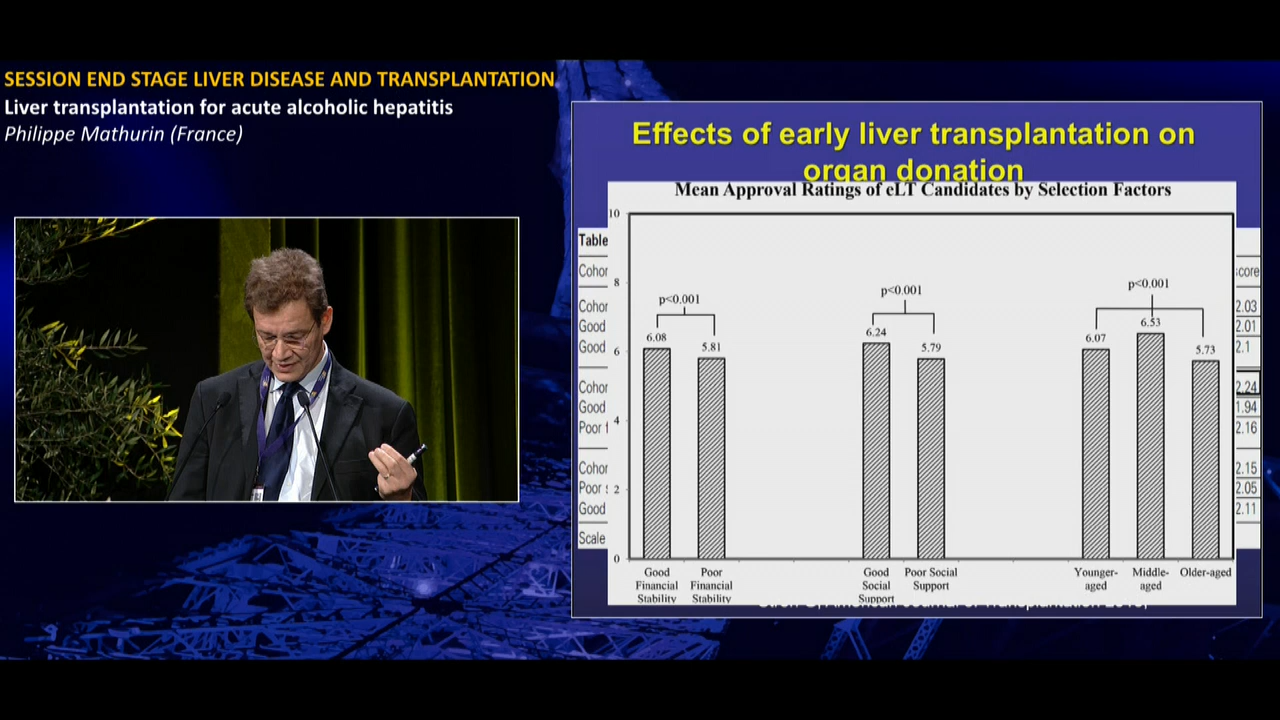 SESSION END STAGE LIVER DISEASE AND TRANSPLANTATION
Liver transplantation for acute alcoholic hepatitis
Philippe Mathurin (France)
Effects of early liver transplantation on
organ donation
Mean Approval Ratings of eLT Candidates by Selection Factors
10
8
6
4
2
0
p<0.001
6.08
5.81
p<0.001
6.24
5.79
p<0.001
6.07
6.53
5.73
Good
Financial
Stability
Poor
Financial
Stability
Good
Social
Support
Poor Social
Support
Younger-
aged
Middle-
aged
Older-aged
Table
Cohor
Cohor
Good
Good
Cohor
Good
Poor f
Cohor
Poor s
Good
Scale
score
2.03
2.01
2.1
2.24
1.94
2.16
2.15
2.05
2.11